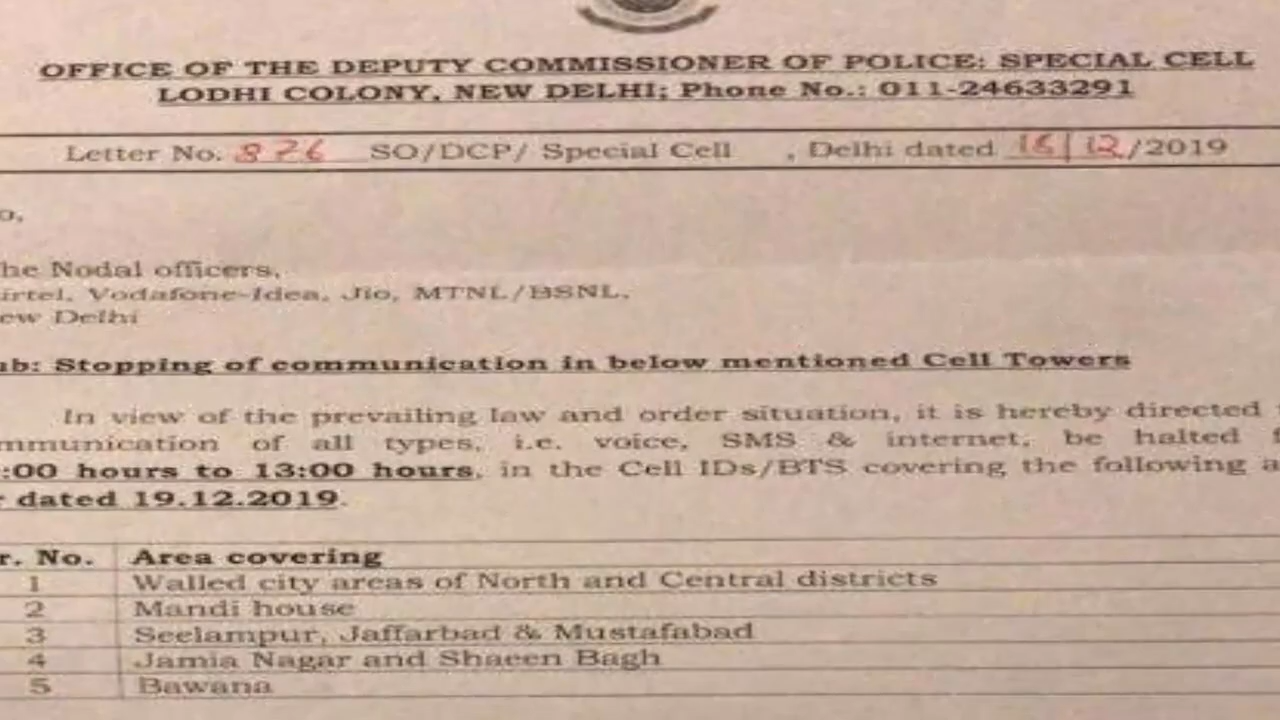 OFFICE OF THE DEPUTY COMMISSIONER OF POLICE: SPECIAL CELL
LODHI COLONY, NEW DELHI; Phone No.: 011-24633291
Letter No. 876 SO/DCP/ Special Cell , Delhi dated 16/12/2019
o,
he Nodal officers,
irtel, Vodafone-Idea, Jio, MTNL/BSNL,
ew Delhi
ub: Stopping of communication in below mentioned Cell Towers
In view of the prevailing law and order situation, it is hereby directed
mmunication of all types, i.e. voice, SMS & internet, be halted f
:00 hours to 13:00 hours, in the Cell IDs/BTS covering the following a
dated 19.12.2019.
r. No. Area covering
1 Walled city areas of North and Central districts
2 Mandi house
3 Seelampur, Jaffarbad & Mustafabad
4 Jamia Nagar and Shaeen Bagh
5 Bawana